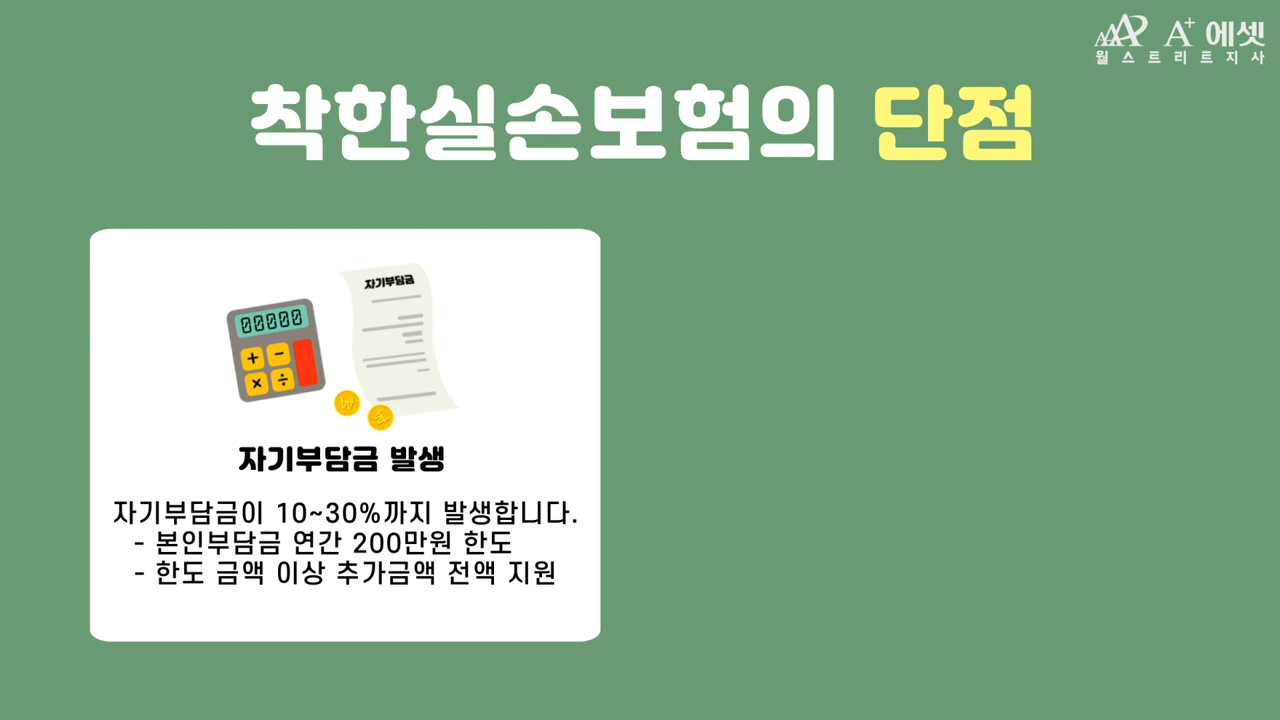 A+ 에셋
월스트리트지사
착한실손보험의 단점
자기부담금
00000
+ -
× ÷
자기부담금 발생
자기부담금이 10~30%까지 발생합니다.
- 본인부담금 연간 200만원 한도
- 한도 금액 이상 추가금액 전액 지원